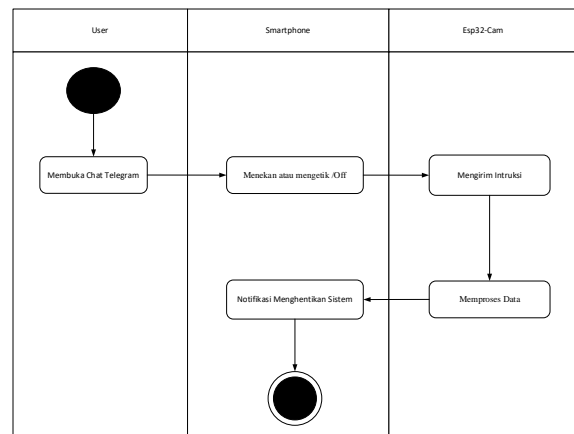 User
Smartphone
Esp32-Cam
Membuka Chat Telegram
Menekan atau mengetik /Off
Mengirim Intruksi
Notifikasi Menghentikan Sistem
Memproses Data